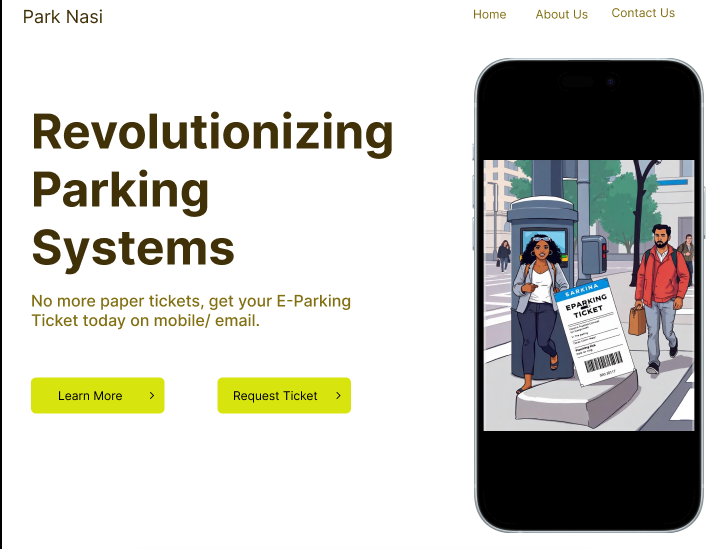 Park Nasi
Home
About Us
Contact Us
Revolutionizing
Parking
Systems
No more paper tickets, get your E-Parking
Ticket today on mobile/ email.
Learn More
Request Ticket
SARKINA
EPARKING
TICKET